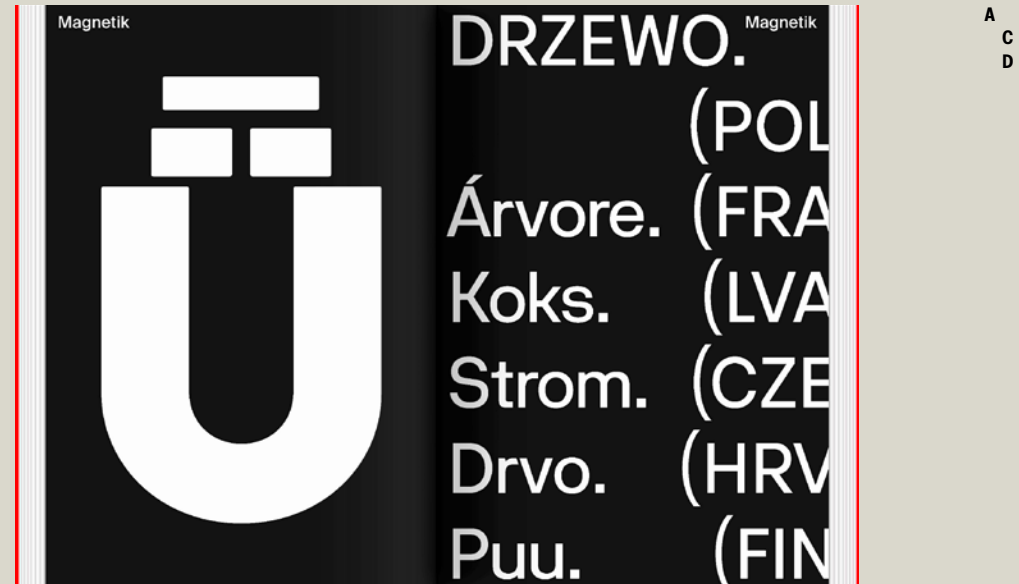 Magnetik
Ǖ
Magnetik
DRZEWO.
(POL
Árvore. (FRA
Koks. (LVA
Strom. (CZE
Drvo. (HRV
Puu. (FIN
A
C
D